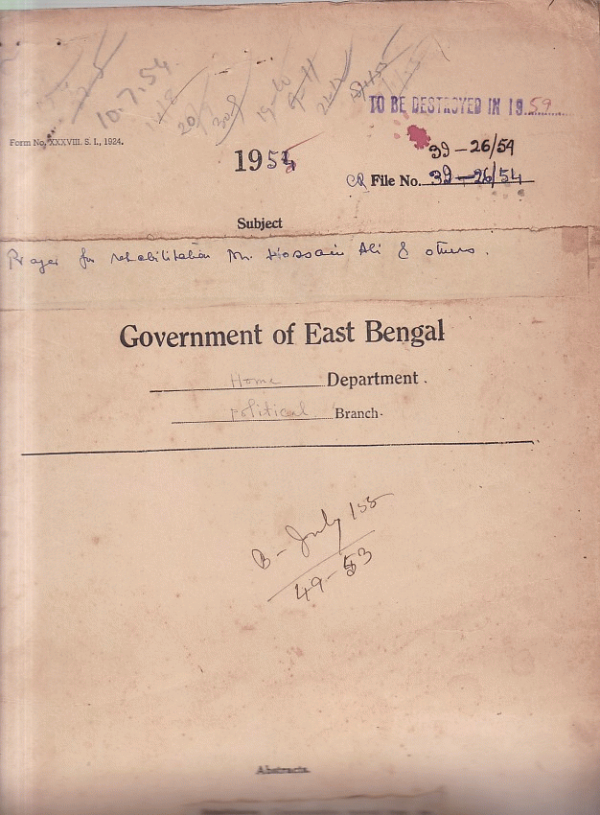 10.7.54
TO BE DESTROYED IN 1959
Form No. XXXVIII. S. I., 1924.
39-26/54
1954
CR File No. 39-26/54
Subject
Prayer for rehabilitation Mr. Hossain Ali & others.
Government of East Bengal
Home Department.
Political Branch.
B- July /55
49-53
Abstracts